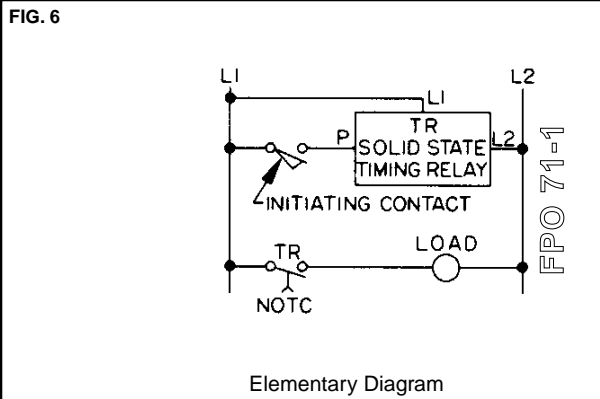 FIG. 6
L1
L2
L1
TR
P
SOLID STATE
L2
TIMING RELAY
INITIATING CONTACT
TR
LOAD
NOTC
FPO 71-1
Elementary Diagram